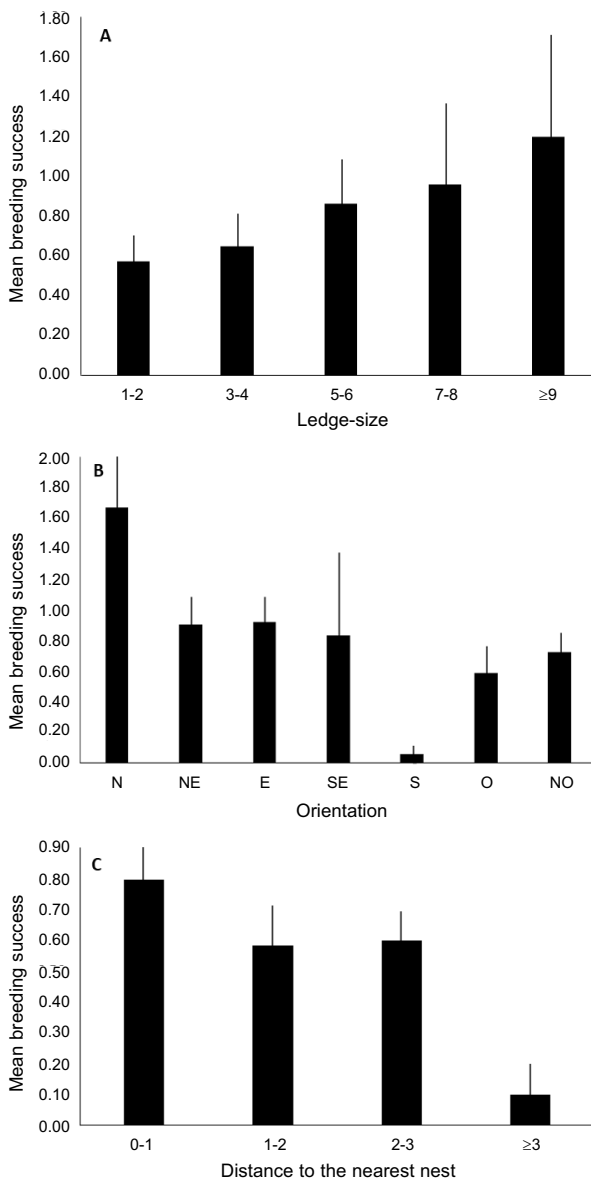 A
1.80
1.60
1.40
1.20
1.00
0.80
0.60
0.40
0.20
0.00
Mean breeding success
1-2 3-4 5-6 7-8 ≥9
Ledge-size
B
2.00
1.80
1.60
1.40
1.20
1.00
0.80
0.60
0.40
0.20
0.00
Mean breeding success
N NE E SE S O NO
Orientation
C
0.90
0.80
0.70
0.60
0.50
0.40
0.30
0.20
0.10
0.00
Mean breeding success
0-1 1-2 2-3 ≥3
Distance to the nearest nest